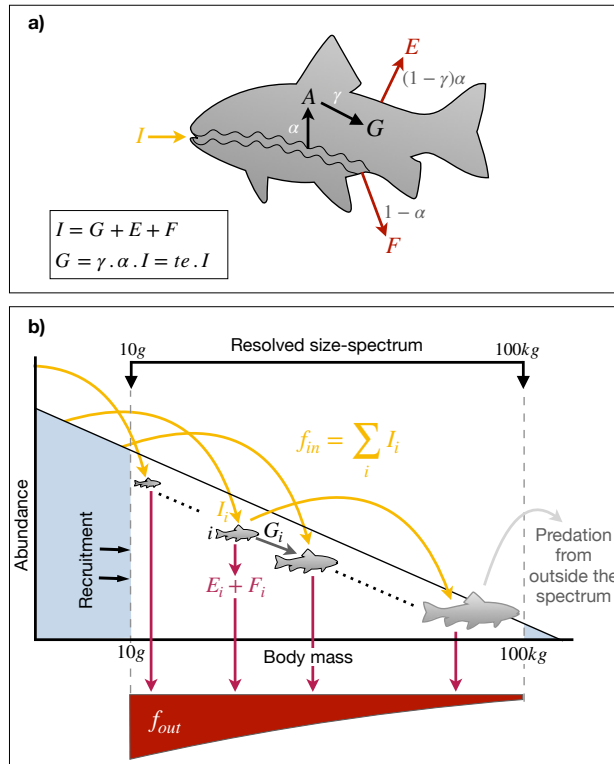 a)
E
(1 − γ)α
A
γ
I
α
G
1 − α
F
I = G + E + F
G = γ . α . I = te . I
b)
10g
Resolved size-spectrum
100kg
f_in = ∑_i I_i
Abundance
Recruitment
I_i
i
G_i
E_i + F_i
Predation
from
outside the
spectrum
10g
Body mass
100kg
f_out